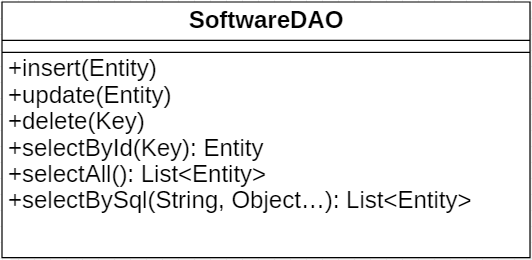 SoftwareDAO
+insert(Entity)
+update(Entity)
+delete(Key)
+selectById(Key): Entity
+selectAll(): List<Entity>
+selectBySql(String, Object…): List<Entity>